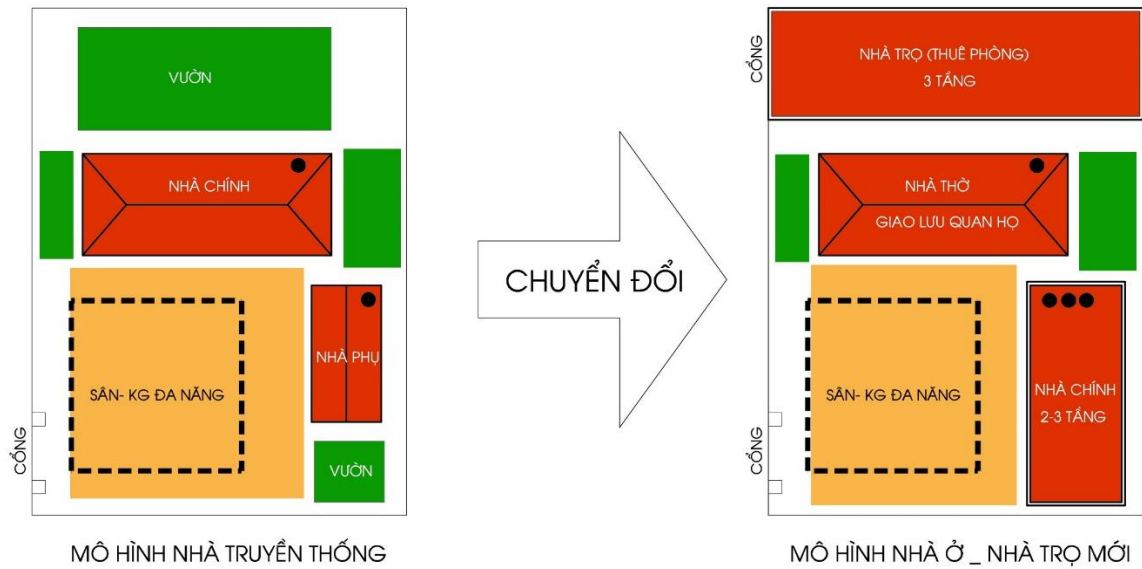 VƯỜN
NHÀ CHÍNH
NHÀ PHỤ
SÂN- KG ĐA NĂNG
VƯỜN
CỔNG
MÔ HÌNH NHÀ TRUYỀN THỐNG
CHUYỂN ĐỔI
CỔNG
NHÀ TRỌ (THUÊ PHÒNG)
3 TẦNG
NHÀ THỜ
GIAO LƯU QUAN HỌ
SÂN- KG ĐA NĂNG
NHÀ CHÍNH
2-3 TẦNG
CỔNG
MÔ HÌNH NHÀ Ở _ NHÀ TRỌ MỚI